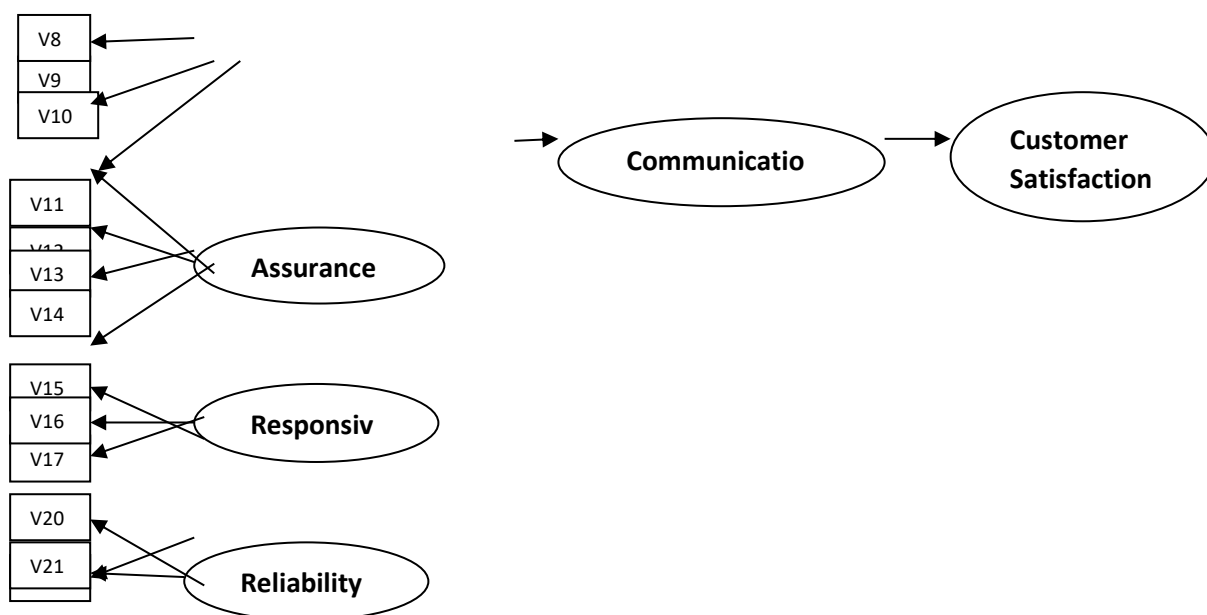 V8
V9
V10
Communicatio
Customer
Satisfaction
V11
V13
V14
Assurance
V15
V16
V17
Responsiv
V20
V21
Reliability